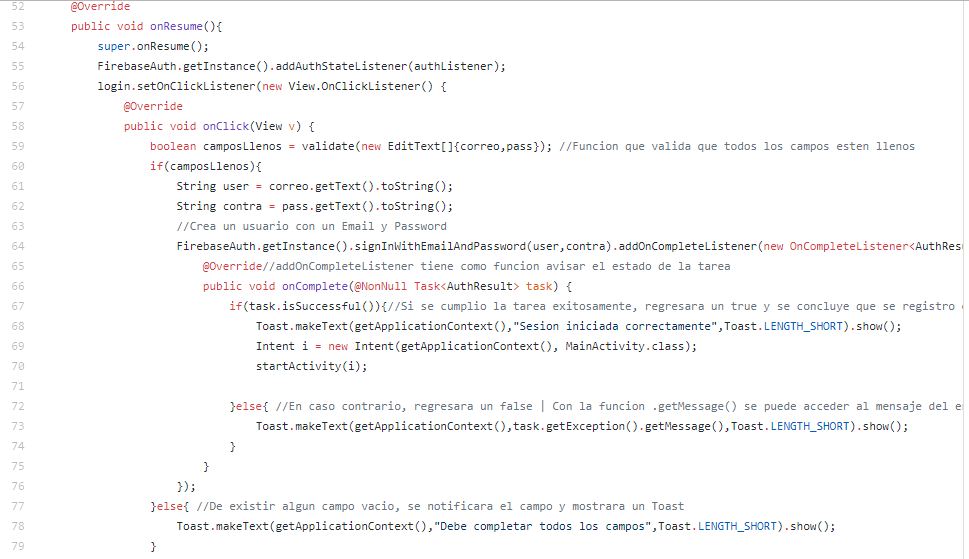 52 @Override
53 public void onResume(){
54 super.onResume();
55 FirebaseAuth.getInstance().addAuthStateListener(authListener);
56 login.setOnClickListener(new View.OnClickListener() {
57 @Override
58 public void onClick(View v) {
59 boolean camposLlenos = validate(new EditText[]{correo,pass}); //Funcion que valida que todos los campos esten llenos
60 if(camposLlenos){
61 String user = correo.getText().toString();
62 String contra = pass.getText().toString();
63 //Crea un usuario con un Email y Password
64 FirebaseAuth.getInstance().signInWithEmailAndPassword(user,contra).addOnCompleteListener(new OnCompleteListener<AuthResu
65 @Override//addOnCompleteListener tiene como funcion avisar el estado de la tarea
66 public void onComplete(@NonNull Task<AuthResult> task) {
67 if(task.isSuccessful()){//Si se cumplio la tarea exitosamente, regresara un true y se concluye que se registro
68 Toast.makeText(getApplicationContext(),"Sesion iniciada correctamente",Toast.LENGTH_SHORT).show();
69 Intent i = new Intent(getApplicationContext(), MainActivity.class);
70 startActivity(i);
71
72 }else{ //En caso contrario, regresara un false | Con la funcion .getMessage() se puede acceder al mensaje del
73 Toast.makeText(getApplicationContext(),task.getException().getMessage(),Toast.LENGTH_SHORT).show();
74 }
75 }
76 });
77 }else{ //De existir algun campo vacio, se notificara el campo y mostrara un Toast
78 Toast.makeText(getApplicationContext(),"Debe completar todos los campos",Toast.LENGTH_SHORT).show();
79 }